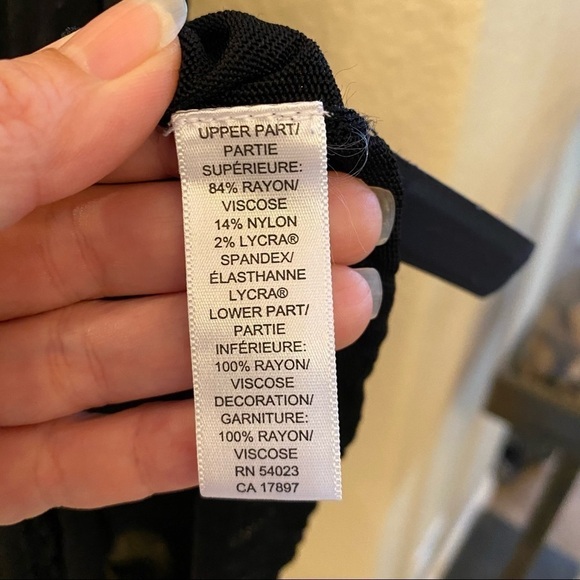 UPPER PART/
PARTIE
SUPÉRIEURE:
84% RAYON/
VISCOSE
14% NYLON
2% LYCRA®
SPANDEX/
ÉLASTHANNE
LYCRA®
LOWER PART/
PARTIE
INFÉRIEURE:
100% RAYON/
VISCOSE
DECORATION/
GARNITURE:
100% RAYON/
VISCOSE
RN 54023
CA 17897